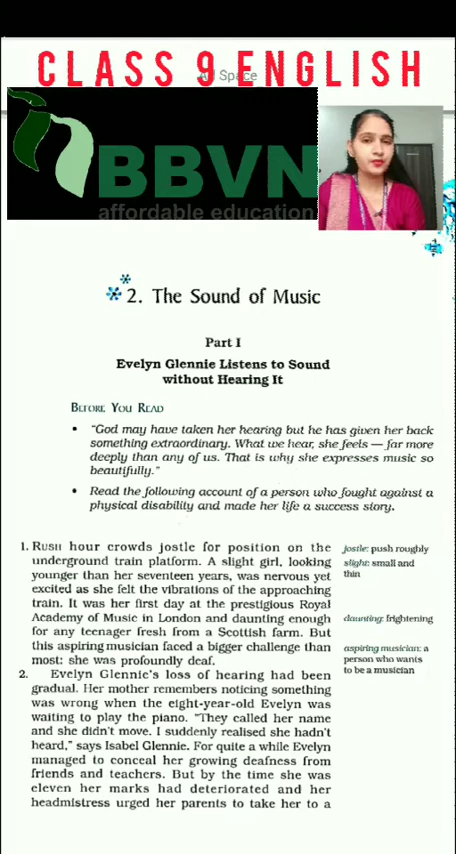 CLASS 9 ENGLISH
Space
BBVN
affordable education
2. The Sound of Music
Part I
Evelyn Glennie Listens to Sound
without Hearing It
BEFORE YOU READ
• “God may have taken her hearing but he has given her back
something extraordinary. What we hear, she feels — far more
deeply than any of us. That is why she expresses music so
beautifully.”
• Read the following account of a person who fought against a
physical disability and made her life a success story.
1. RUSH hour crowds jostle for position on the
underground train platform. A slight girl, looking
younger than her seventeen years, was nervous yet
excited as she felt the vibrations of the approaching
train. It was her first day at the prestigious Royal
Academy of Music in London and daunting enough
for any teenager fresh from a Scottish farm. But
this aspiring musician faced a bigger challenge than
most: she was profoundly deaf.
jostle: push roughly
slight: small and
thin
daunting: frightening
aspiring musician: a
person who wants
to be a musician
2. Evelyn Glennie’s loss of hearing had been
gradual. Her mother remembers noticing something
was wrong when the eight-year-old Evelyn was
waiting to play the piano. “They called her name
and she didn’t move. I suddenly realised she hadn’t
heard,” says Isabel Glennie. For quite a while Evelyn
managed to conceal her growing deafness from
friends and teachers. But by the time she was
eleven her marks had deteriorated and her
headmistress urged her parents to take her to a